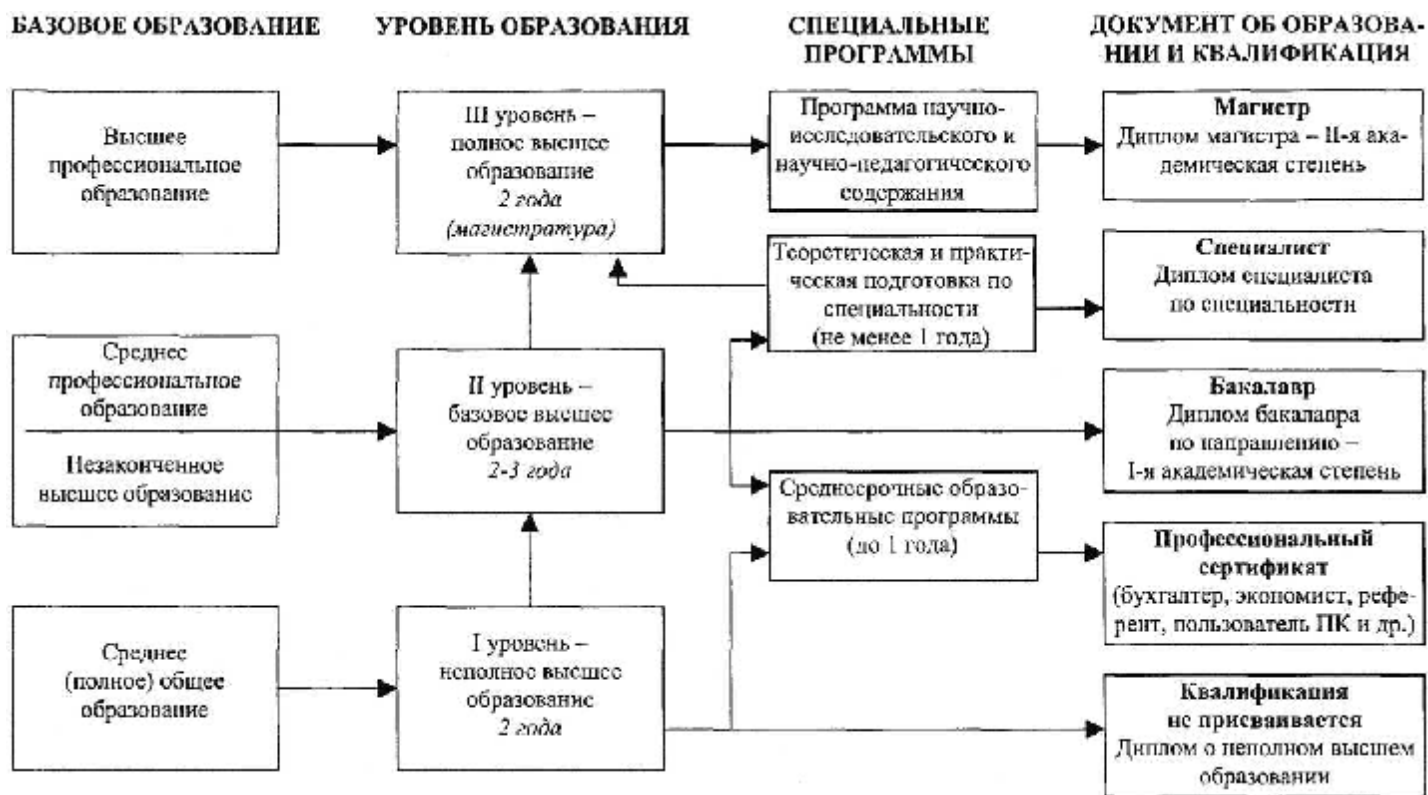 БАЗОВОЕ ОБРАЗОВАНИЕ
УРОВЕНЬ ОБРАЗОВАНИЯ
СПЕЦИАЛЬНЫЕ
ПРОГРАММЫ
ДОКУМЕНТ ОБ ОБРАЗОВА-
НИИ И КВАЛИФИКАЦИЯ
Высшее
профессиональное
образование
III уровень –
полное высшее
образование
2 года
(магистратура)
Программа научно-
исследовательского и
научно-педагогического
содержания
Магистр
Диплом магистра – II-я ака-
демическая степень
Теоретическая и практи-
ческая подготовка по
специальности
(не менее 1 года)
Специалист
Диплом специалиста
по специальности
Среднее
профессиональное
образование
Незаконченное
высшее образование
II уровень –
базовое высшее
образование
2-3 года
Бакалавр
Диплом бакалавра
по направлению –
I-я академическая степень
Среднесрочные образо-
вательные программы
(до 1 года)
Профессиональный
сертификат
(бухгалтер, экономист, рефе-
рент, пользователь ПК и др.)
Среднее
(полное) общее
образование
I уровень –
неполное высшее
образование
2 года
Квалификация
не присваивается
Диплом о неполном высшем
образовании